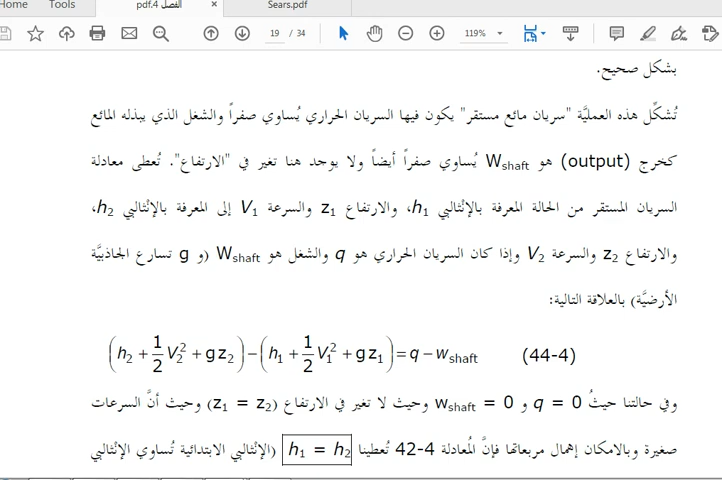 Home Tools الفصل 4.pdf × Sears.pdf
19 / 34 119%
بشكل صحيح.
تُشكِّل هذه العمليَّة "سريان مائع مستقر" يكون فيها السريان الحراري يُساوي صفراً والشغل الذي يبذله المائع
كخرج (output) هو Wshaft يُساوي صفراً أيضاً ولا يوجد هنا تغير في "الارتفاع". تُعطى معادلة
السريان المستقر من الحالة المعرفة بالإنْثالبي h1، والارتفاع z1 والسرعة V1 إلى المعرفة بالإنْثالبي h2،
والارتفاع z2 والسرعة V2 وإذا كان السريان الحراري هو q والشغل هو Wshaft (و g تسارع الجاذبيَّة
الأرضيَّة) بالعلاقة التالية:
(h2 + 1/2 V2² + gz2) − (h1 + 1/2 V1² + gz1) = q − wshaft (44-4)
وفي حالتنا حيثُ q = 0 و wshaft = 0 وحيث لا تغير في الارتفاع (z1 = z2) وحيث أنَّ السرعات
صغيرة وبالامكان إهمال مربعاتها فإنَّ المُعادلة 4-42 تُعطينا h1 = h2 (الإنْثالبي الابتدائية تُساوي الإنْثالبي